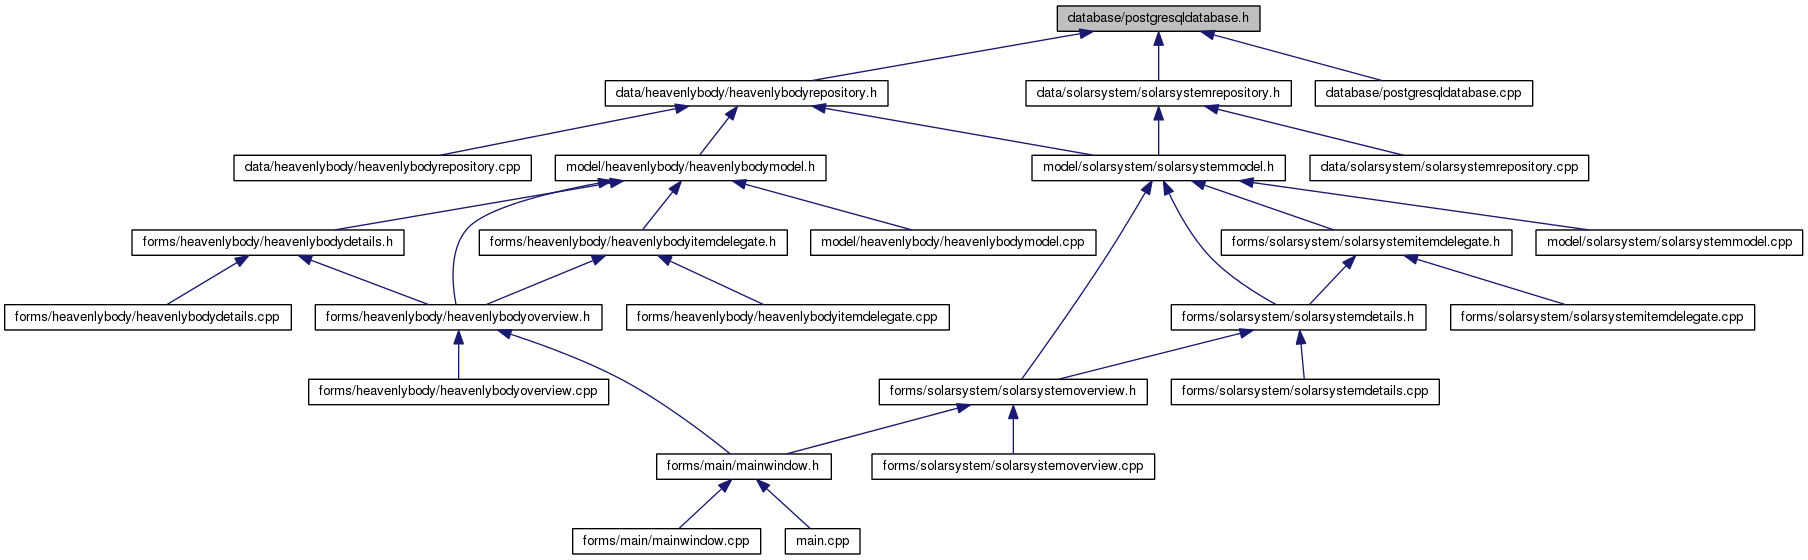 database/postgresqldatabase.h
data/heavenlybody/heavenlybodyrepository.h
data/solarsystem/solarsystemrepository.h
database/postgresqldatabase.cpp
data/heavenlybody/heavenlybodyrepository.cpp
model/heavenlybody/heavenlybodymodel.h
model/solarsystem/solarsystemmodel.h
data/solarsystem/solarsystemrepository.cpp
forms/heavenlybody/heavenlybodydetails.h
forms/heavenlybody/heavenlybodyitemdelegate.h
model/heavenlybody/heavenlybodymodel.cpp
forms/solarsystem/solarsystemitemdelegate.h
model/solarsystem/solarsystemmodel.cpp
forms/heavenlybody/heavenlybodydetails.cpp
forms/heavenlybody/heavenlybodyoverview.h
forms/heavenlybody/heavenlybodyitemdelegate.cpp
forms/solarsystem/solarsystemdetails.h
forms/solarsystem/solarsystemitemdelegate.cpp
forms/heavenlybody/heavenlybodyoverview.cpp
forms/solarsystem/solarsystemoverview.h
forms/solarsystem/solarsystemdetails.cpp
forms/main/mainwindow.h
forms/solarsystem/solarsystemoverview.cpp
forms/main/mainwindow.cpp
main.cpp